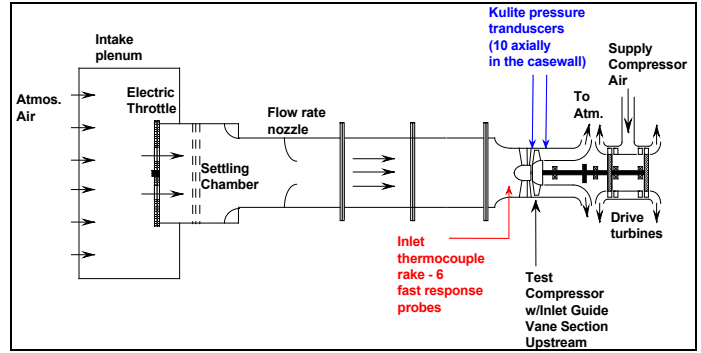 Intake
plenum
Atmos.
Air
Electric
Throttle
Settling
Chamber
Flow rate
nozzle
Kulite pressure
tranduscers
(10 axially
in the casewall)
To
Atm.
Supply
Compressor
Air
Inlet
thermocouple
rake - 6
fast response
probes
Test
Compressor
w/Inlet Guide
Vane Section
Upstream
Drive
turbines